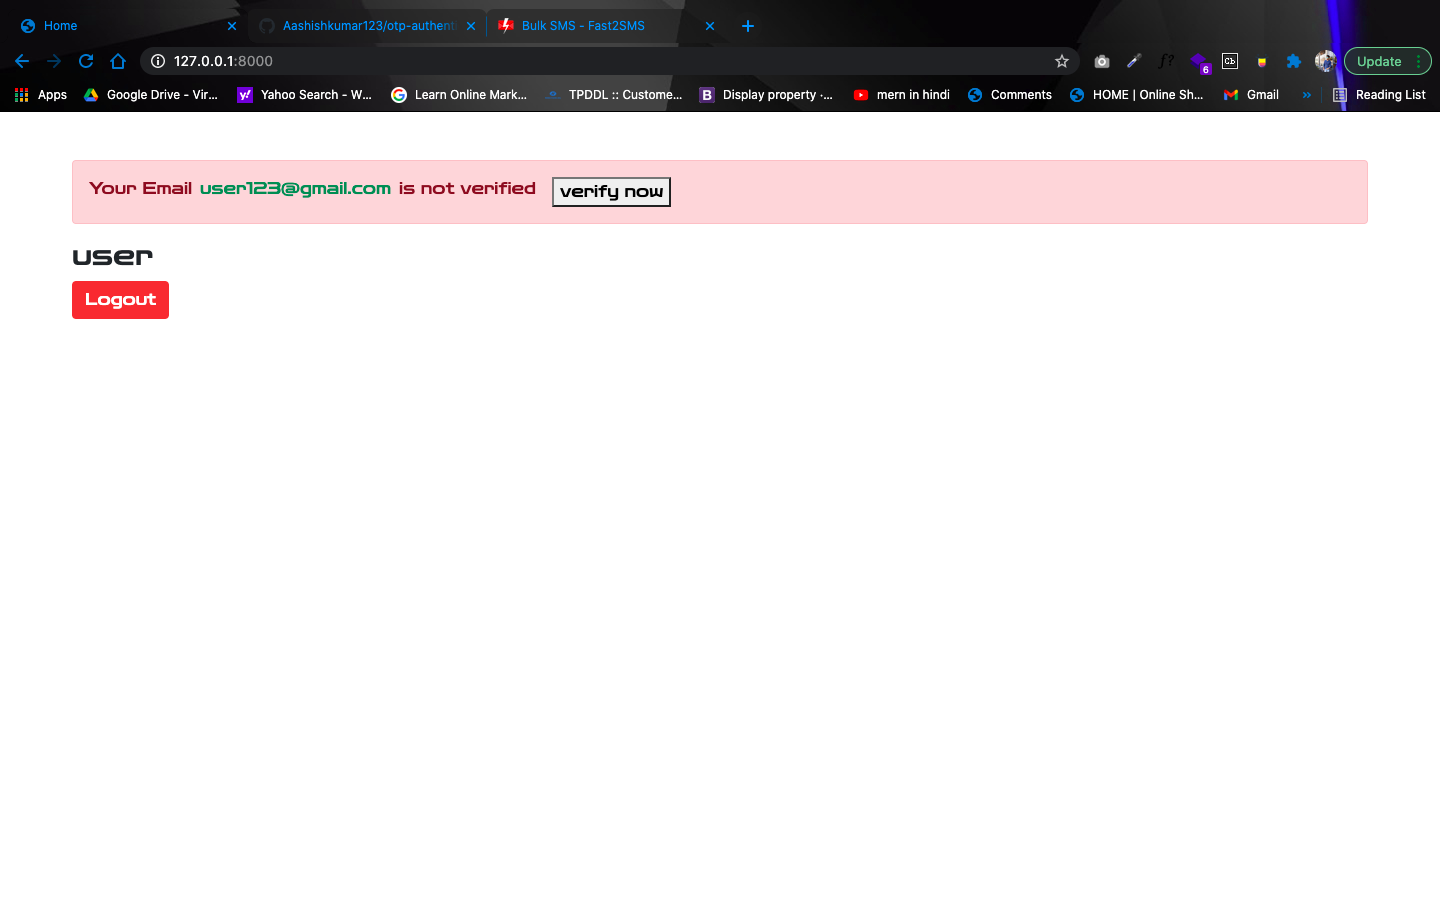 Home
Aashishkumar123/otp-authent
Bulk SMS - Fast2SMS
127.0.0.1:8000
f?
6
Cb
Update
Apps
Google Drive - Vir...
Yahoo Search - W...
Learn Online Mark...
TPDDL :: Custome...
B
Display property ·...
mern in hindi
Comments
HOME | Online Sh...
Gmail
»
Reading List
Your Email user123@gmail.com is not verified
verify now
user
Logout